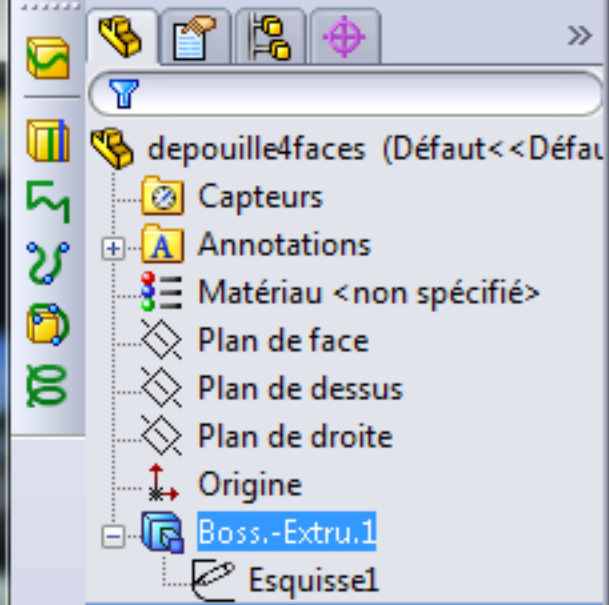 depouille4faces (Défaut<<Défau
Capteurs
A Annotations
Matériau <non spécifié>
Plan de face
Plan de dessus
Plan de droite
Origine
Boss.-Extru.1
Esquisse1